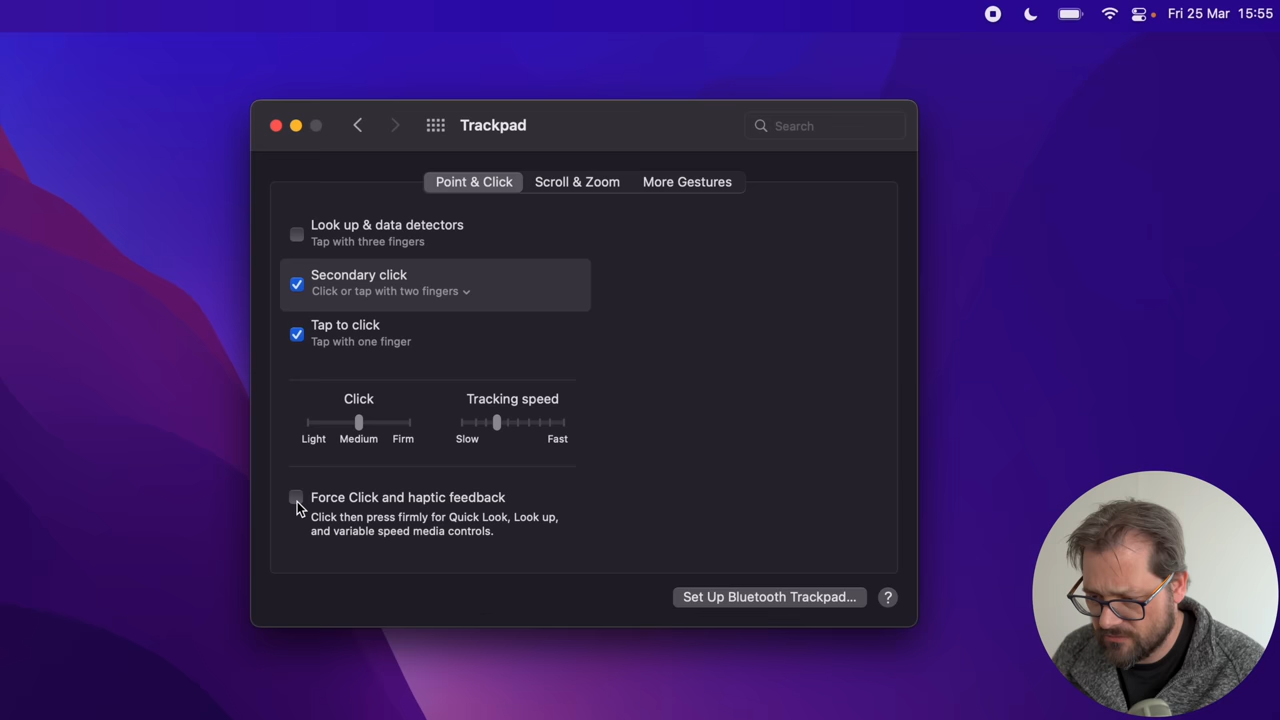 Fri 25 Mar 15:55
Trackpad
Search
Point & Click
Scroll & Zoom
More Gestures
Look up & data detectors
Tap with three fingers
Secondary click
Click or tap with two fingers
Tap to click
Tap with one finger
Click
Tracking speed
Light
Medium
Firm
Slow
Fast
Force Click and haptic feedback
Click then press firmly for Quick Look, Look up,
and variable speed media controls.
Set Up Bluetooth Trackpad...
?